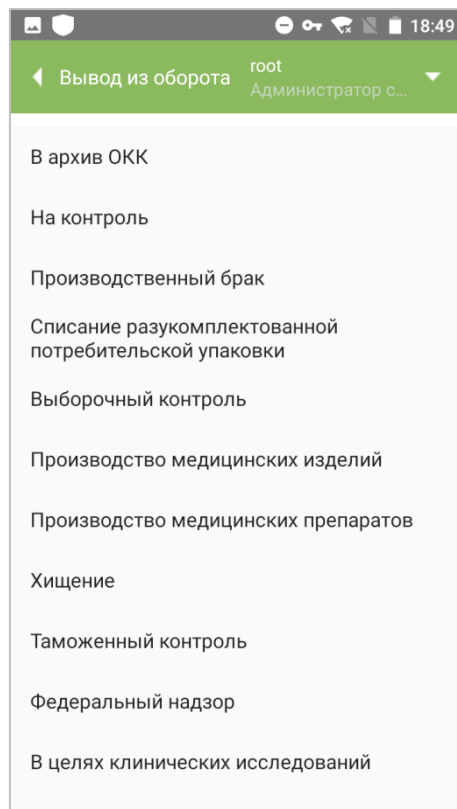 18:49
Вывод из оборота
root
Администратор с...
В архив ОКК
На контроль
Производственный брак
Списание разукомплектованной
потребительской упаковки
Выборочный контроль
Производство медицинских изделий
Производство медицинских препаратов
Хищение
Таможенный контроль
Федеральный надзор
В целях клинических исследований